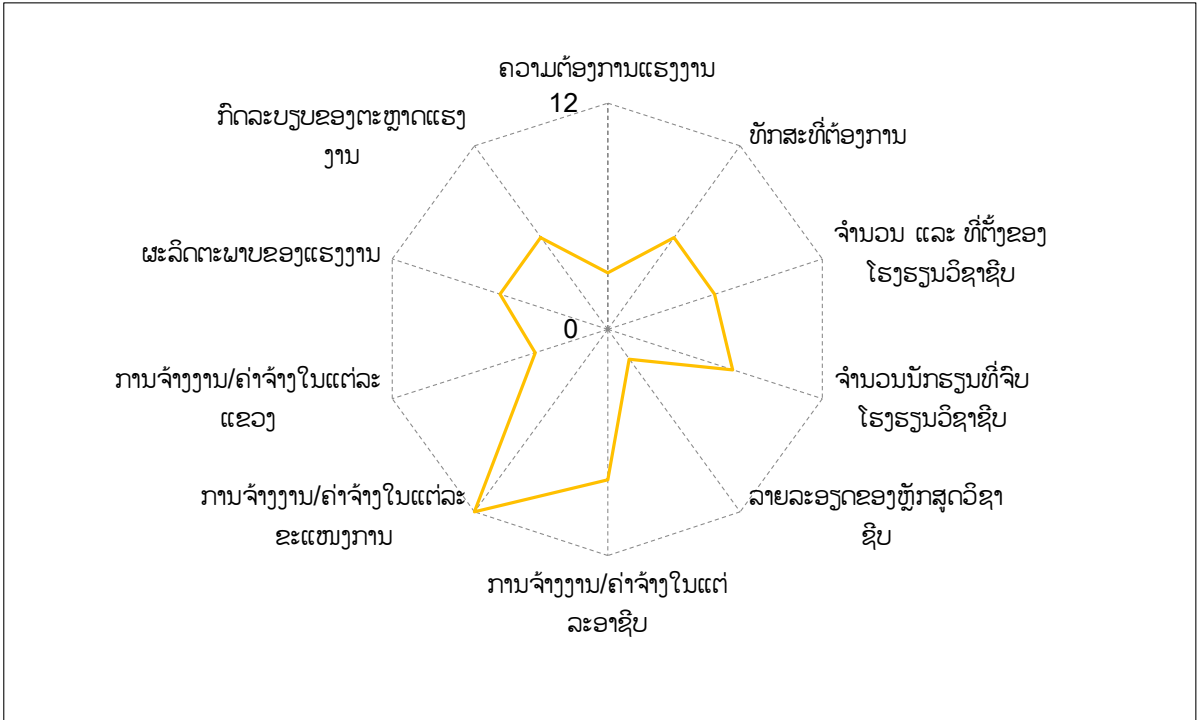 ຄວາມຕ້ອງການແຮງງານ
12
ທັກສະທີ່ຕ້ອງການ
ຈຳນວນ ແລະ ທີ່ຕັ້ງຂອງ
ໂຮງຮຽນວິຊາຊີບ
ຈຳນວນນັກຮຽນທີ່ຈົບ
ໂຮງຮຽນວິຊາຊີບ
ລາຍລະອຽດຂອງຫຼັກສູດວິຊາ
ຊີບ
ການຈ້າງງານ/ຄ່າຈ້າງໃນແຕ່
ລະອາຊີບ
ການຈ້າງງານ/ຄ່າຈ້າງໃນແຕ່ລະ
ຂະແໜງການ
ການຈ້າງງານ/ຄ່າຈ້າງໃນແຕ່ລະ
ແຂວງ
ຜະລິດຕະພາບຂອງແຮງງານ
ກົດລະບຽບຂອງຕະຫຼາດແຮງ
ງານ
0